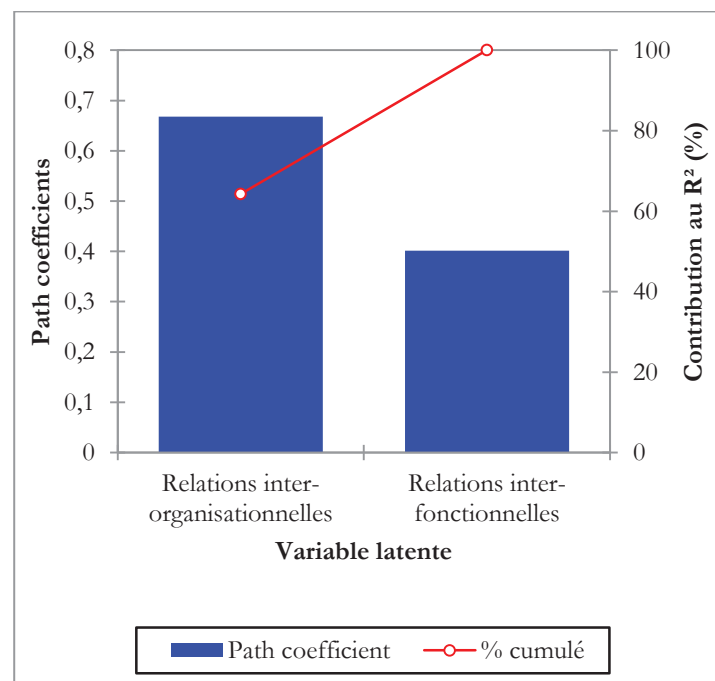 Path coefficients
0,8
0,7
0,6
0,5
0,4
0,3
0,2
0,1
0
100
80
60
40
20
0
Contribution au R² (%)
Relations inter-
organisationnelles
Relations inter-
fonctionnelles
Variable latente
Path coefficient
% cumulé